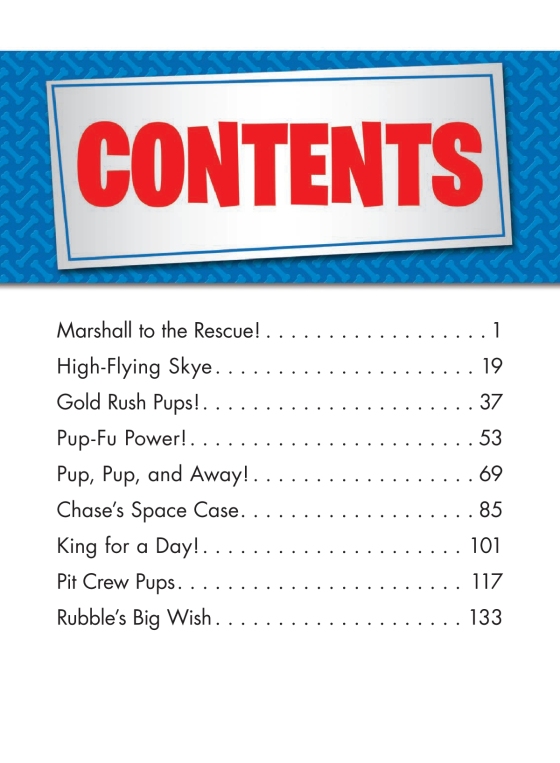 CONTENTS
Marshall to the Rescue! . . . . . . . . . . . . . . . . . . 1
High-Flying Skye . . . . . . . . . . . . . . . . . . . . . 19
Gold Rush Pups! . . . . . . . . . . . . . . . . . . . . . . 37
Pup-Fu Power! . . . . . . . . . . . . . . . . . . . . . . . 53
Pup, Pup, and Away! . . . . . . . . . . . . . . . . . . 69
Chase’s Space Case. . . . . . . . . . . . . . . . . . . 85
King for a Day! . . . . . . . . . . . . . . . . . . . . . 101
Pit Crew Pups . . . . . . . . . . . . . . . . . . . . . . . 117
Rubble’s Big Wish . . . . . . . . . . . . . . . . . . . . 133